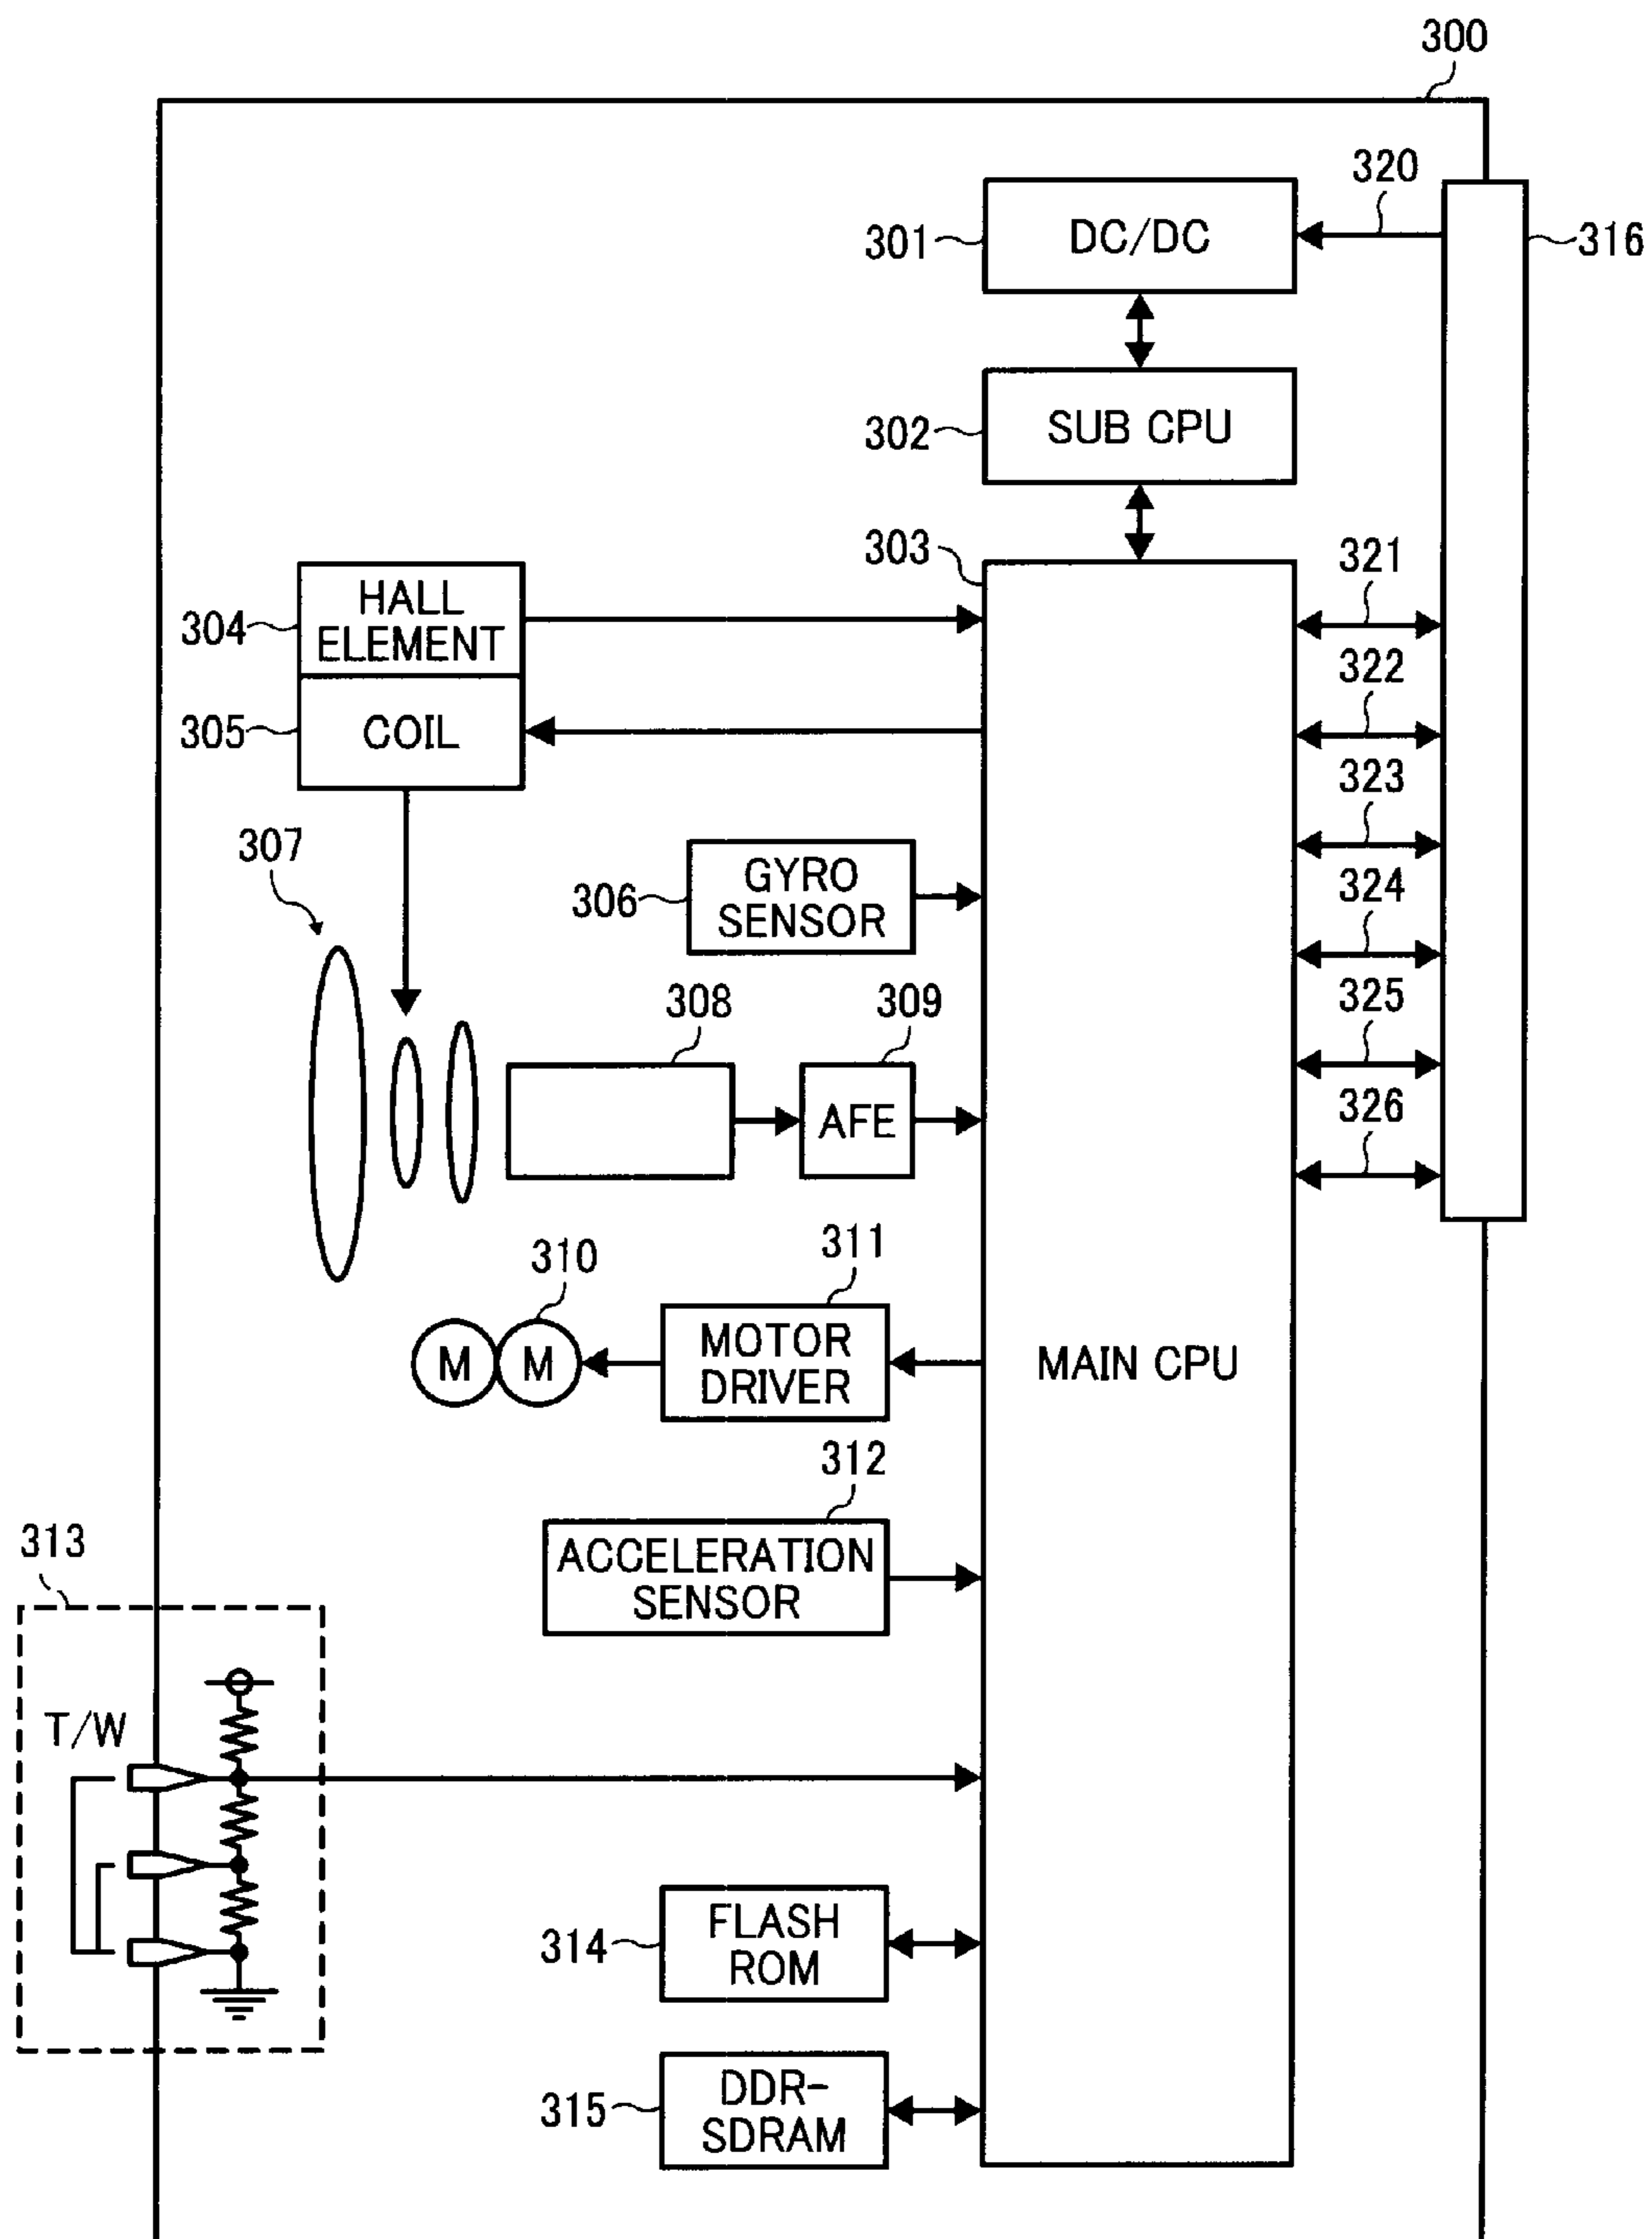 300
320
301
DC/DC
316
302
SUB CPU
303
321
304
HALL
ELEMENT
322
305
COIL
323
307
306
GYRO
SENSOR
324
308
309
325
AFE
326
310
311
M
M
MOTOR
DRIVER
MAIN CPU
312
313
ACCELERATION
SENSOR
T/W
314
FLASH
ROM
315
DDR-
SDRAM